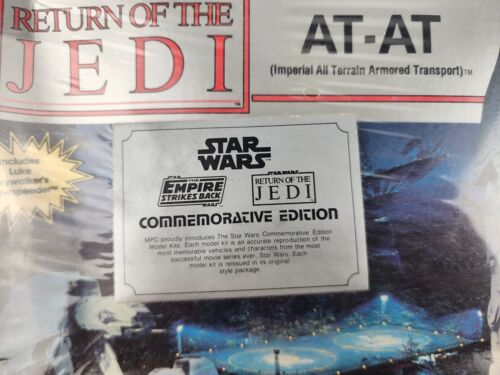 RETURN OF THE
JEDI
TM
AT-AT
(Imperial All Terrain Armored Transport)TM
Includes
Luke
Skywalker's
STAR
WARS
THE
EMPIRE
STRIKES BACK
STAR WARS
RETURN OF THE
JEDI
COMMEMORATIVE EDITION
MPC proudly introduces The Star Wars Commemorative Edition
Model Kits. Each model kit is an accurate reproduction of the
most memorable vehicles and characters from the most
successful movie series ever, Star Wars. Each
model kit is reissued in its original
style package.